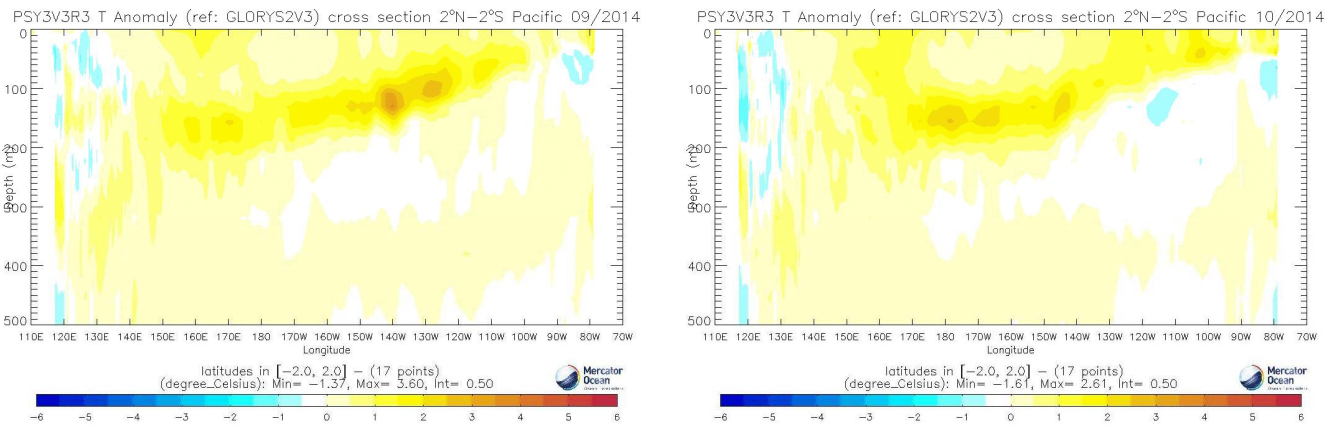 PSY3V3R3 T Anomaly (ref: GLORYS2V3) cross section 2°N−2°S Pacific 09/2014
0
100
200
300
400
500
Depth (m)
110E 120E 130E 140E 150E 160E 170E 180E 170W 160W 150W 140W 130W 120W 110W 100W 90W 80W 70W
Longitude
latitudes in [−2.0, 2.0] − (17 points)
(degree_Celsius): Min= −1.37, Max= 3.60, Int= 0.50
Mercator
Ocean
−6 −5 −4 −3 −2 −1 0 1 2 3 4 5 6
PSY3V3R3 T Anomaly (ref: GLORYS2V3) cross section 2°N−2°S Pacific 10/2014
0
100
200
300
400
500
Depth (m)
110E 120E 130E 140E 150E 160E 170E 180E 170W 160W 150W 140W 130W 120W 110W 100W 90W 80W 70W
Longitude
latitudes in [−2.0, 2.0] − (17 points)
(degree_Celsius): Min= −1.61, Max= 2.61, Int= 0.50
Mercator
Ocean
−6 −5 −4 −3 −2 −1 0 1 2 3 4 5 6